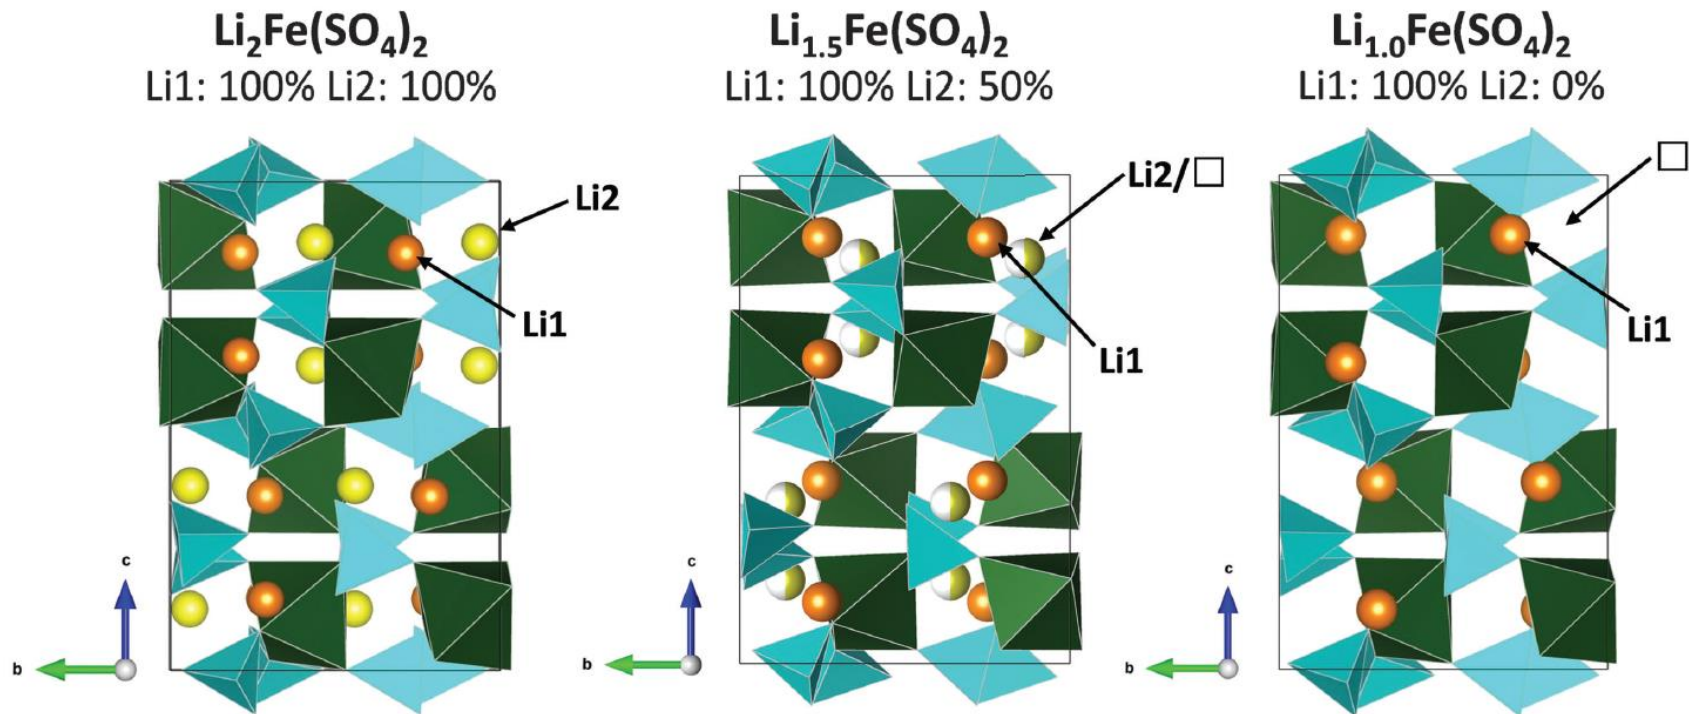 Li₂Fe(SO₄)₂
Li1: 100% Li2: 100%
Li2
Li1
c
b
Li₁.₅Fe(SO₄)₂
Li1: 100% Li2: 50%
Li2/□
Li1
c
b
Li₁.₀Fe(SO₄)₂
Li1: 100% Li2: 0%
□
Li1
c
b